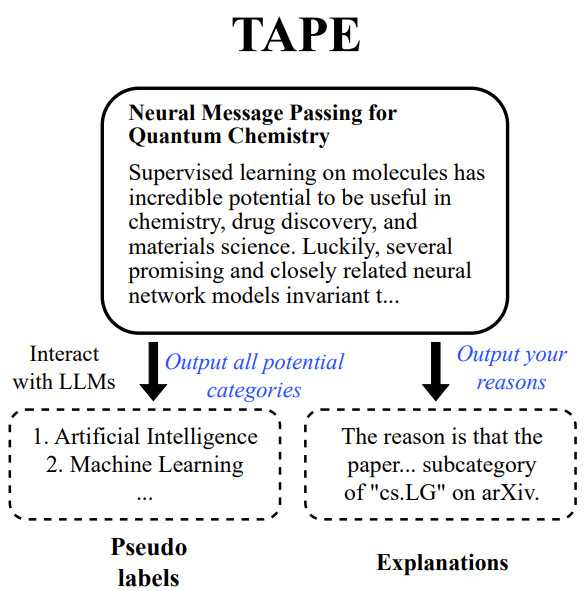 TAPE
Neural Message Passing for
Quantum Chemistry
Supervised learning on molecules has
incredible potential to be useful in
chemistry, drug discovery, and
materials science. Luckily, several
promising and closely related neural
network models invariant t...
Interact
with LLMs
Output all potential
categories
Output your
reasons
1. Artificial Intelligence
2. Machine Learning
...
The reason is that the
paper... subcategory
of "cs.LG" on arXiv.
Pseudo
labels
Explanations